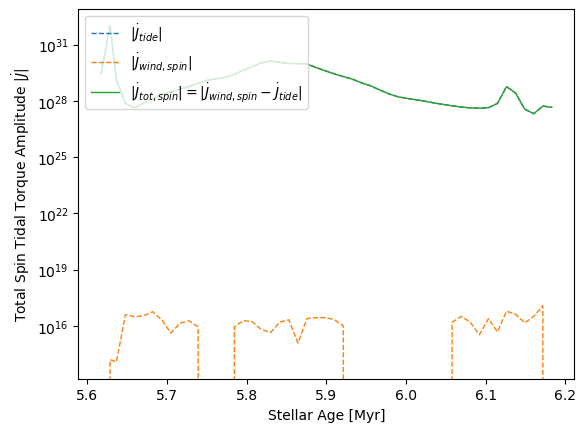 |J̇_tide|
|J̇_wind,spin|
|J̇_tot,spin| = |J̇_wind,spin − J̇_tide|
Total Spin Tidal Torque Amplitude |J̇|
10^31
10^28
10^25
10^22
10^19
10^16
5.6 5.7 5.8 5.9 6.0 6.1 6.2
Stellar Age [Myr]